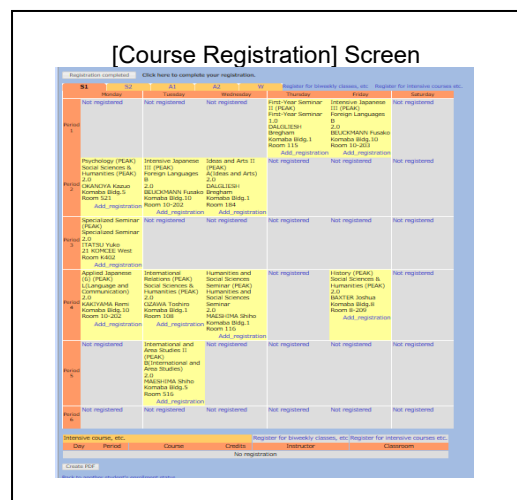 [Course Registration] Screen
Registration completed Click here to complete your registration.
S1 S2 A1 A2 W Register for biweekly classes, etc Register for intensive courses etc.
Monday Tuesday Wednesday Thursday Friday Saturday
Period 1
Not registered
Not registered
Not registered
First-Year Seminar
II (PEAK)
First-Year Seminar
1.0
DALGLIESH
Bregham
Komaba Bldg.1
Room 115
Add_registration
Intensive Japanese
III (PEAK)
Foreign Languages
B
2.0
BEUCKMANN Fusako
Komaba Bldg.10
Room 10-203
Add_registration
Not registered
Period 2
Psychology (PEAK)
Social Sciences &
Humanities (PEAK)
2.0
OKANOYA Kazuo
Komaba Bldg.5
Room 521
Add_registration
Intensive Japanese
III (PEAK)
Foreign Languages
B
2.0
BEUCKMANN Fusako
Komaba Bldg.10
Room 10-202
Add_registration
Ideas and Arts II
(PEAK)
A(Ideas and Arts)
2.0
DALGLIESH
Bregham
Komaba Bldg.1
Room 164
Add_registration
Not registered
Not registered
Not registered
Period 3
Specialized Seminar
(PEAK)
Specialized Seminar
2.0
ITATSU Yuko
21 KOMCEE West
Room K402
Add_registration
Not registered
Not registered
Not registered
Not registered
Not registered
Period 4
Applied Japanese
(PEAK)
L(Language and
Communication)
2.0
KAKIYAMA Remi
Komaba Bldg.10
Room 10-202
Add_registration
International
Relations (PEAK)
Social Sciences &
Humanities (PEAK)
2.0
OZAWA Toshiro
Komaba Bldg.1
Room 108
Add_registration
Humanities and
Social Sciences
Seminar (PEAK)
Humanities and
Social Sciences
Seminar
2.0
MAESHIMA Shiho
Komaba Bldg.1
Room 116
Add_registration
Not registered
History (PEAK)
Social Sciences &
Humanities (PEAK)
2.0
BAXTER Joshua
Komaba Bldg.8
Room 8-209
Add_registration
Not registered
Period 5
Not registered
International and
Area Studies II
(PEAK)
B(International and
Area Studies)
2.0
MAESHIMA Shiho
Komaba Bldg.5
Room 516
Add_registration
Not registered
Not registered
Not registered
Not registered
Period 6
Not registered
Not registered
Not registered
Not registered
Not registered
Not registered
Intensive course, etc. Register for biweekly classes, etc Register for intensive courses etc.
Day Period Course Credits Instructor Classroom
No registration
Create PDF